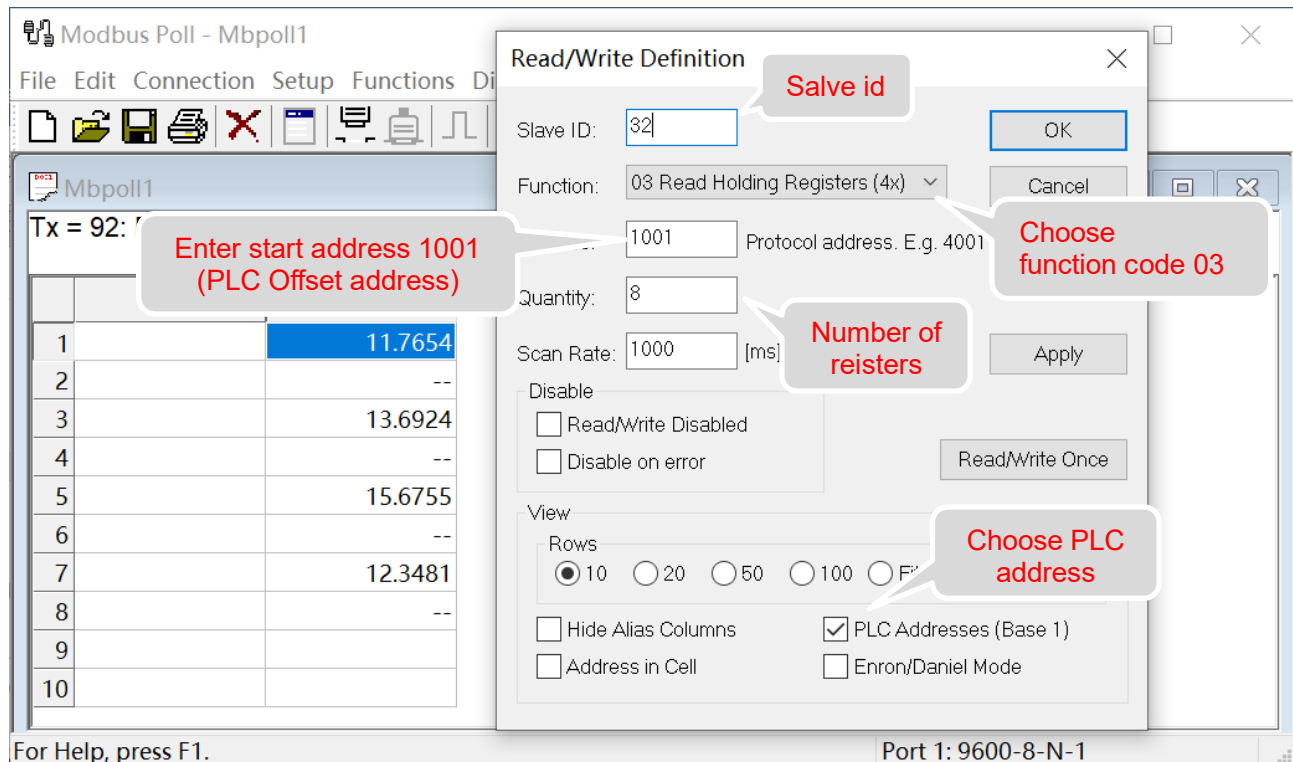 Modbus Poll - Mbpoll1
File Edit Connection Setup Functions Di
Read/Write Definition
Salve id
Slave ID: 32
OK
Function: 03 Read Holding Registers (4x)
Cancel
Choose
function code 03
Enter start address 1001
(PLC Offset address)
1001 Protocol address. E.g. 4001
Quantity: 8
Number of
reisters
Scan Rate: 1000 [ms]
Apply
Disable
Read/Write Disabled
Disable on error
Read/Write Once
View
Rows
10 20 50 100
Choose PLC
address
Hide Alias Columns
PLC Addresses (Base 1)
Address in Cell
Enron/Daniel Mode
Mbpoll1
Tx = 92:
1 11.7654
2 --
3 13.6924
4 --
5 15.6755
6 --
7 12.3481
8 --
9
10
For Help, press F1.
Port 1: 9600-8-N-1